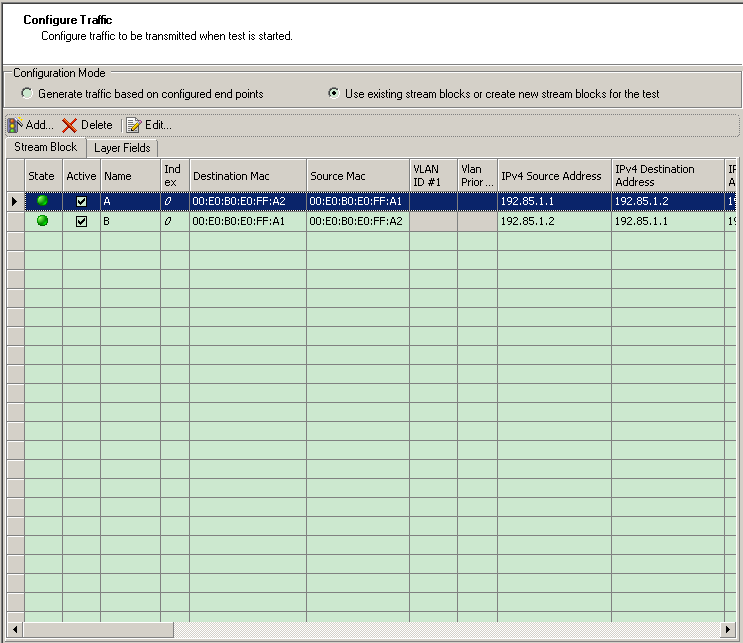 Configure Traffic
Configure traffic to be transmitted when test is started.
Configuration Mode
Generate traffic based on configured end points
Use existing stream blocks or create new stream blocks for the test
Add... Delete Edit...
Stream Block Layer Fields
State Active Name Ind ex Destination Mac Source Mac VLAN ID #1 Vlan Prior... IPv4 Source Address IPv4 Destination Address
A 0 00:E0:B0:E0:FF:A2 00:E0:B0:E0:FF:A1 192.85.1.1 192.85.1.2
B 0 00:E0:B0:E0:FF:A1 00:E0:B0:E0:FF:A2 192.85.1.2 192.85.1.1